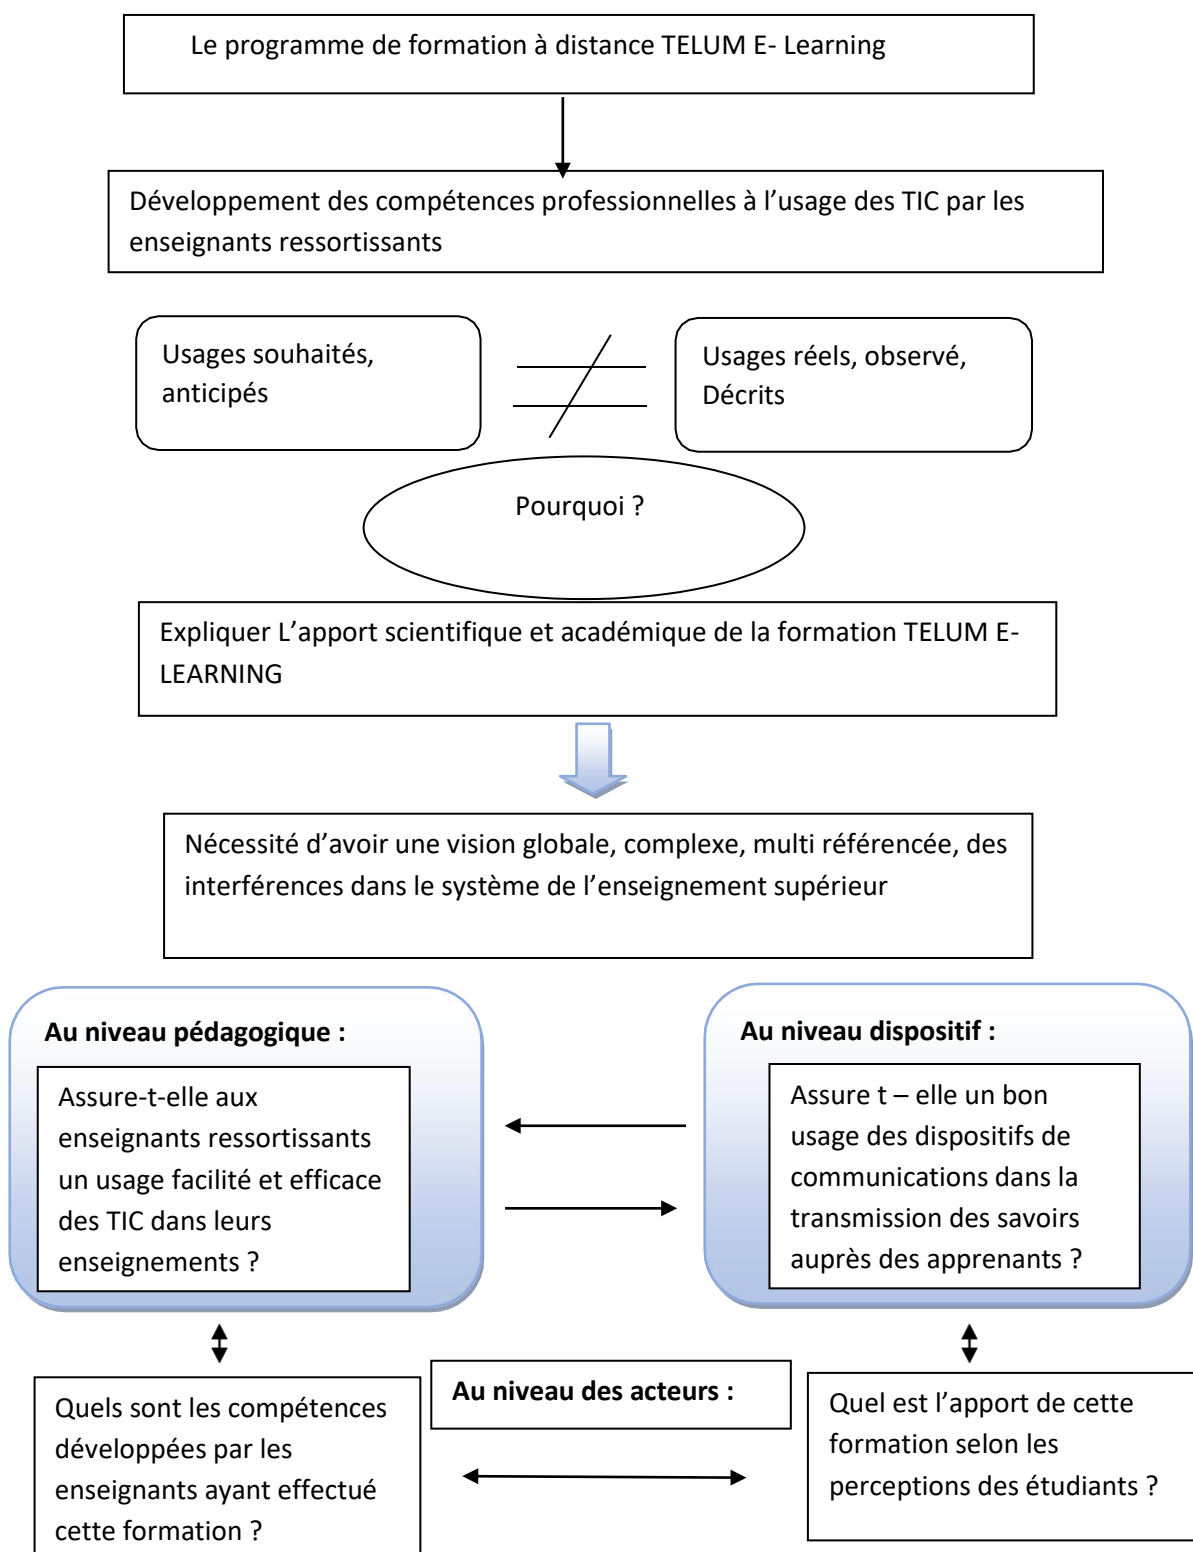 Le programme de formation à distance TELUM E- Learning
Développement des compétences professionnelles à l’usage des TIC par les
enseignants ressortissants
Usages souhaités,
anticipés
Usages réels, observé,
Décrits
Pourquoi ?
Expliquer L’apport scientifique et académique de la formation TELUM E-
LEARNING
Nécessité d’avoir une vision globale, complexe, multi référencée, des
interférences dans le système de l’enseignement supérieur
Au niveau pédagogique :
Assure-t-elle aux
enseignants ressortissants
un usage facilité et efficace
des TIC dans leurs
enseignements ?
Au niveau dispositif :
Assure t – elle un bon
usage des dispositifs de
communications dans la
transmission des savoirs
auprès des apprenants ?
Quels sont les compétences
développées par les
enseignants ayant effectué
cette formation ?
Au niveau des acteurs :
Quel est l’apport de cette
formation selon les
perceptions des étudiants ?